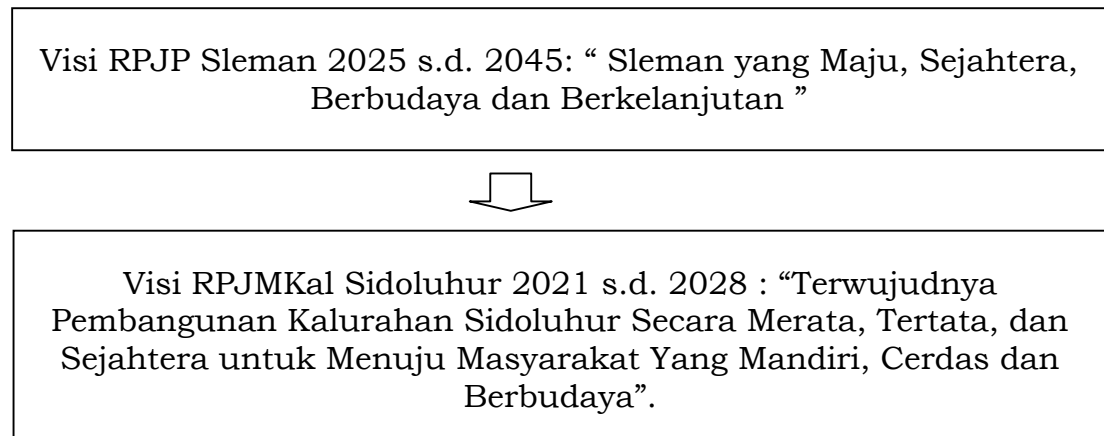 Visi RPJP Sleman 2025 s.d. 2045: “ Sleman yang Maju, Sejahtera,
Berbudaya dan Berkelanjutan ”
Visi RPJMKal Sidoluhur 2021 s.d. 2028 : “Terwujudnya
Pembangunan Kalurahan Sidoluhur Secara Merata, Tertata, dan
Sejahtera untuk Menuju Masyarakat Yang Mandiri, Cerdas dan
Berbudaya”.